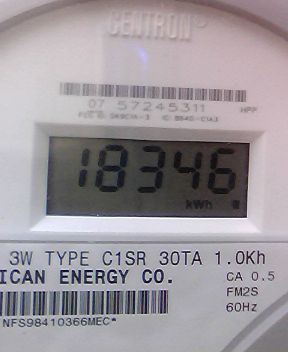 CENTRON
07 57245311 HPP
18346
kWh
3W TYPE C1SR 30TA 1.0Kh
ICAN ENERGY CO. CA 0.5
FM2S
NFS98410366MEC* 60Hz